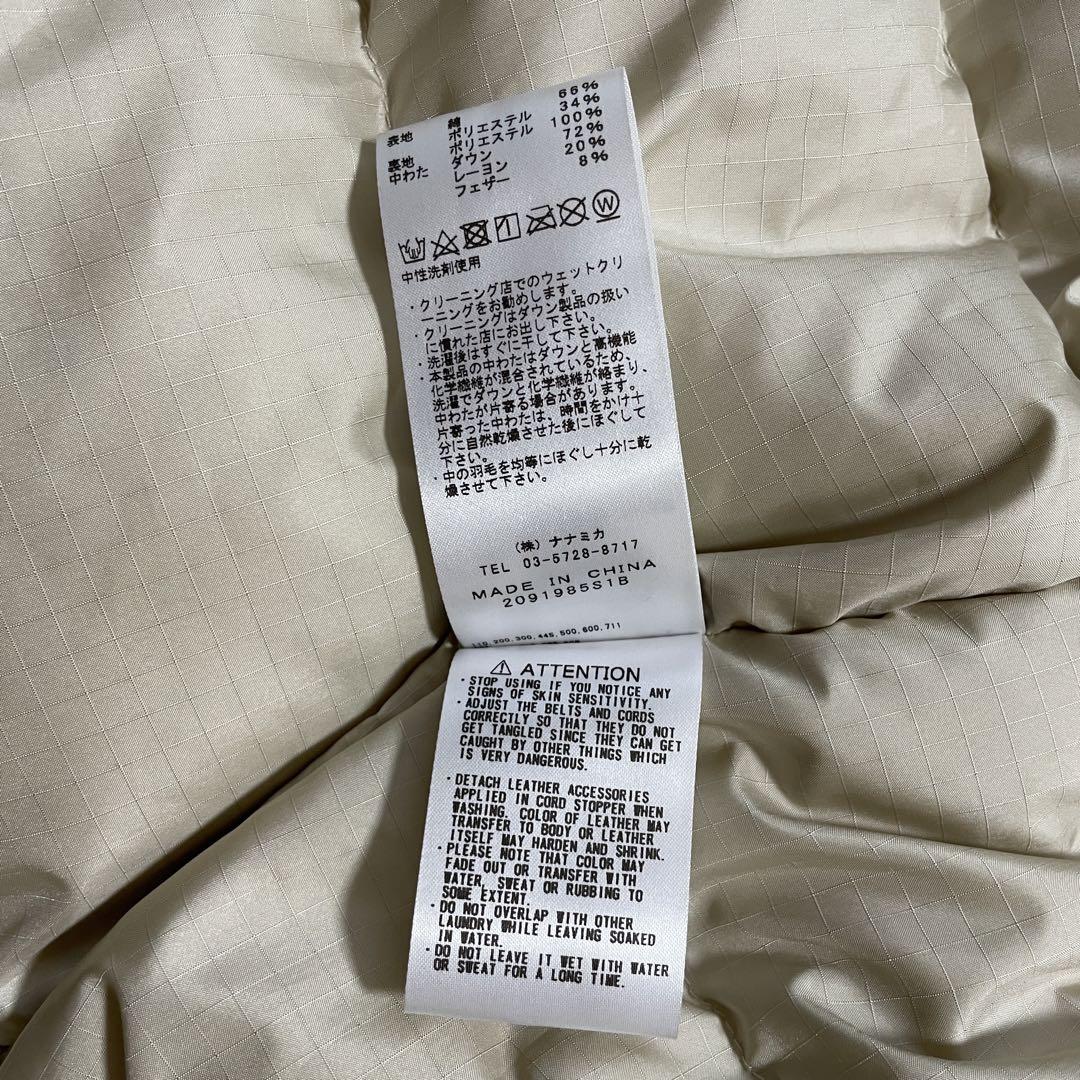 表地 綿 66%
ポリエステル 34%
裏地 ポリエステル 100%
中わた ダウン 72%
レーヨン 20%
フェザー 8%
1 W
中性洗剤使用
・クリーニング店でのウェットクリ
ーニングをお勧めします。
・クリーニングはダウン製品の扱い
に慣れた店にお出し下さい。
・洗濯後はすぐに干して下さい。
・本製品の中わたはダウンと高機能
化学繊維が混合されているため、
洗濯でダウンと化学繊維が絡まり、
中わたが片寄る場合があります。
片寄った中わたは、時間をかけ十
分に自然乾燥させた後にほぐして
下さい。
・中の羽毛を均等にほぐし十分に乾
燥させて下さい。
(株) ナナミカ
TEL 03-5728-8717
MADE IN CHINA
2091985S1B
110,200,300,445,500,600,711
⚠ ATTENTION
・STOP USING IF YOU NOTICE ANY
SIGNS OF SKIN SENSITIVITY.
・ADJUST THE BELTS AND CORDS
CORRECTLY SO THAT THEY DO NOT
GET TANGLED SINCE THEY CAN GET
CAUGHT BY OTHER THINGS WHICH
IS VERY DANGEROUS.
・DETACH LEATHER ACCESSORIES
APPLIED IN CORD STOPPER WHEN
WASHING. COLOR OF LEATHER MAY
TRANSFER TO BODY OR LEATHER
ITSELF MAY HARDEN AND SHRINK.
・PLEASE NOTE THAT COLOR MAY
FADE OUT OR TRANSFER WITH
WATER, SWEAT OR RUBBING TO
SOME EXTENT.
・DO NOT OVERLAP WITH OTHER
LAUNDRY WHILE LEAVING SOAKED
IN WATER.
・DO NOT LEAVE IT WET WITH WATER
OR SWEAT FOR A LONG TIME.